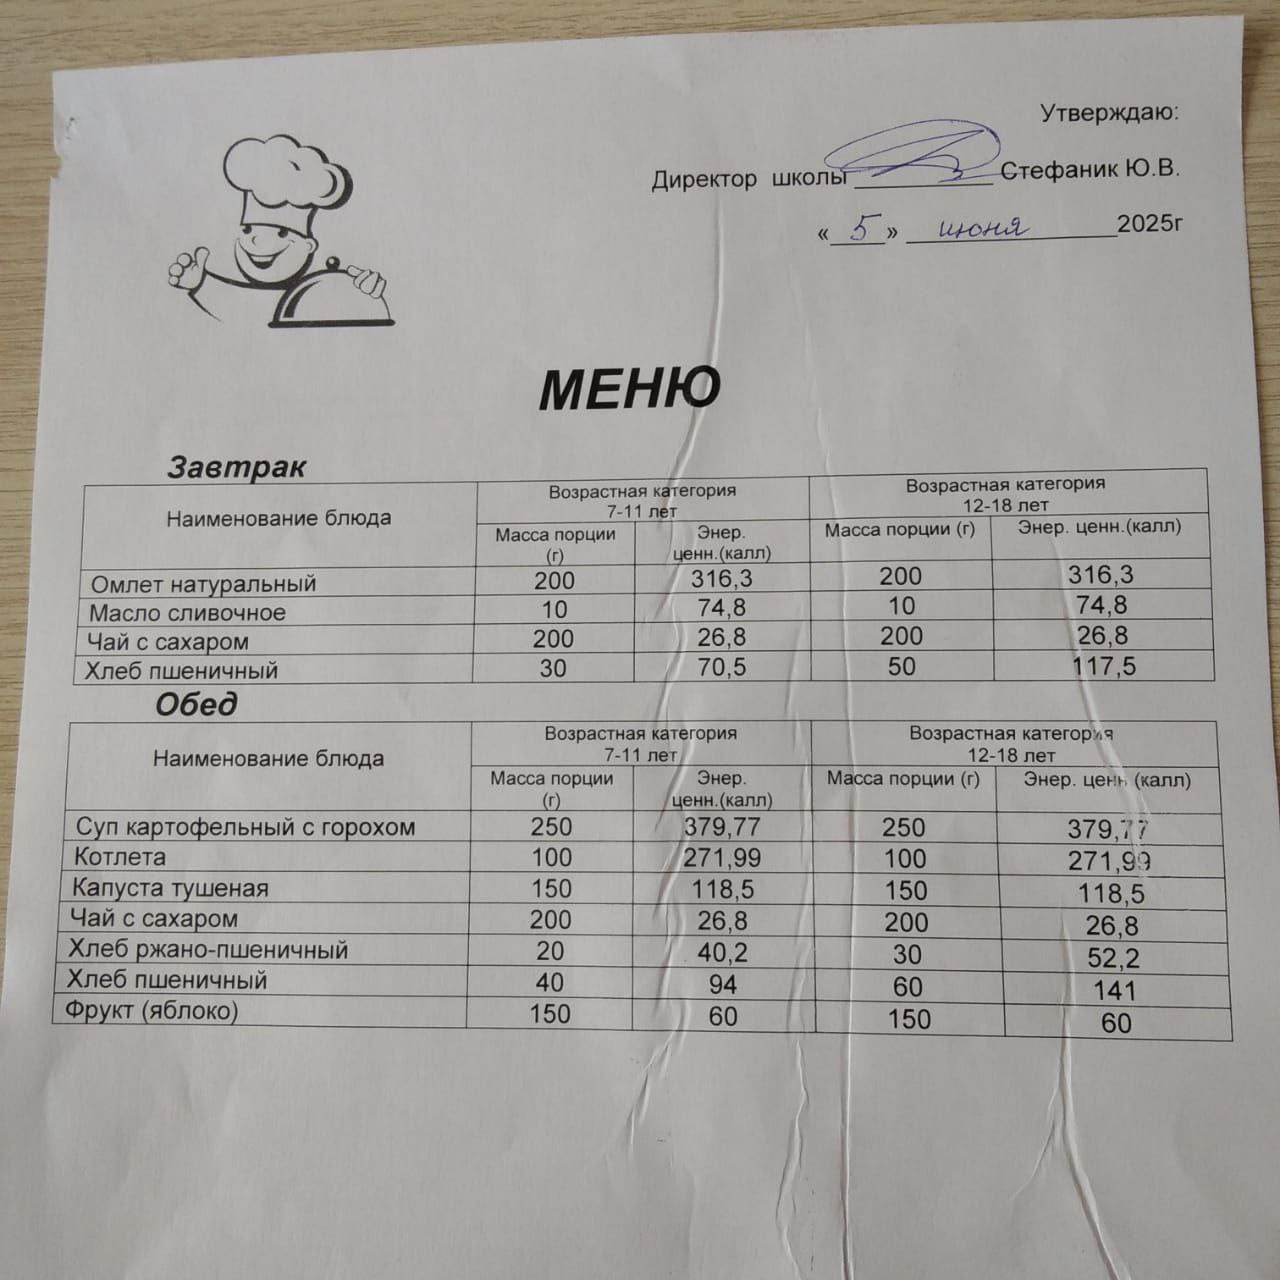 Утверждаю:
Директор школы ____________ Стефаник Ю.В.
« 5 » июня 2025г
МЕНЮ
Завтрак
Наименование блюда | Возрастная категория 7-11 лет | Возрастная категория 12-18 лет
Масса порции (г) | Энер. ценн.(калл) | Масса порции (г) | Энер. ценн.(калл)
Омлет натуральный | 200 | 316,3 | 200 | 316,3
Масло сливочное | 10 | 74,8 | 10 | 74,8
Чай с сахаром | 200 | 26,8 | 200 | 26,8
Хлеб пшеничный | 30 | 70,5 | 50 | 117,5
Обед
Наименование блюда | Возрастная категория 7-11 лет | Возрастная категория 12-18 лет
Масса порции (г) | Энер. ценн.(калл) | Масса порции (г) | Энер. ценн (калл)
Суп картофельный с горохом | 250 | 379,77 | 250 | 379,77
Котлета | 100 | 271,99 | 100 | 271,99
Капуста тушеная | 150 | 118,5 | 150 | 118,5
Чай с сахаром | 200 | 26,8 | 200 | 26,8
Хлеб ржано-пшеничный | 20 | 40,2 | 30 | 52,2
Хлеб пшеничный | 40 | 94 | 60 | 141
Фрукт (яблоко) | 150 | 60 | 150 | 60